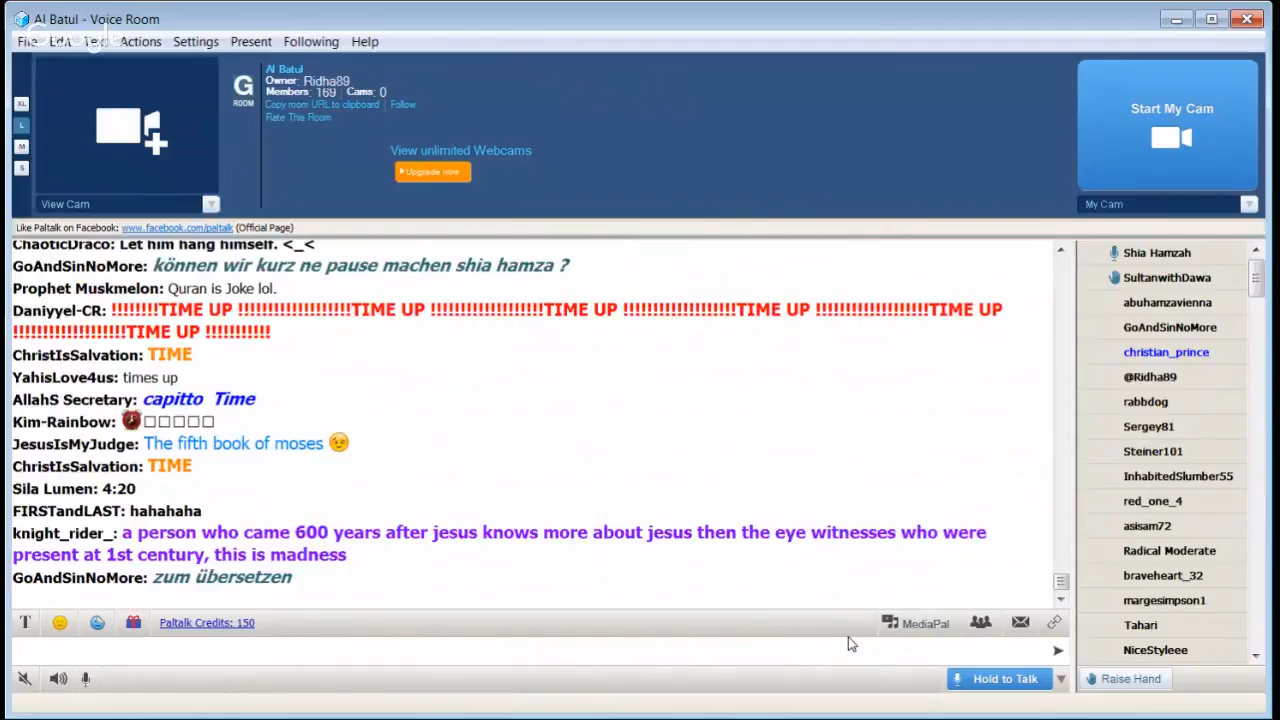 Al Batul - Voice Room
File Edit Text Actions Settings Present Following Help
Google
G
ROOM
Al Batul
Owner: Ridha89
Members: 169 Cams: 0
Copy room URL to clipboard Follow
Rate This Room
View unlimited Webcams
Upgrade now
Start My Cam
XL
L
M
S
View Cam
My Cam
Like Paltalk on Facebook: www.facebook.com/paltalk (Official Page)
ChaoticDraco: Let him hang himself. <_<
GoAndSinNoMore: können wir kurz ne pause machen shia hamza ?
Prophet Muskmelon: Quran is Joke lol.
Daniyyel-CR: !!!!!!!!!TIME UP !!!!!!!!!!!!!!!!!!!!!TIME UP !!!!!!!!!!!!!!!!!!!!!TIME UP !!!!!!!!!!!!!!!!!!!!!TIME UP !!!!!!!!!!!!!!!!!!!!!TIME UP
!!!!!!!!!!!!!!!!!!!!!TIME UP !!!!!!!!!!!!
ChristIsSalvation: TIME
YahisLove4us: times up
AllahS Secretary: capitto Time
Kim-Rainbow: □□□□□
JesusIsMyJudge: The fifth book of moses
ChristIsSalvation: TIME
Sila Lumen: 4:20
FIRSTandLAST: hahahaha
knight_rider_: a person who came 600 years after jesus knows more about jesus then the eye witnesses who were
present at 1st century, this is madness
GoAndSinNoMore: zum übersetzen
Shia Hamzah
SultanwithDawa
abuhamzavienna
GoAndSinNoMore
christian_prince
@Ridha89
rabbdog
Sergey81
Steiner101
InhabitedSlumber55
red_one_4
asisam72
Radical Moderate
braveheart_32
margesimpson1
Tahari
NiceStyleee
T Paltalk Credits: 150 MediaPal
Hold to Talk
Raise Hand